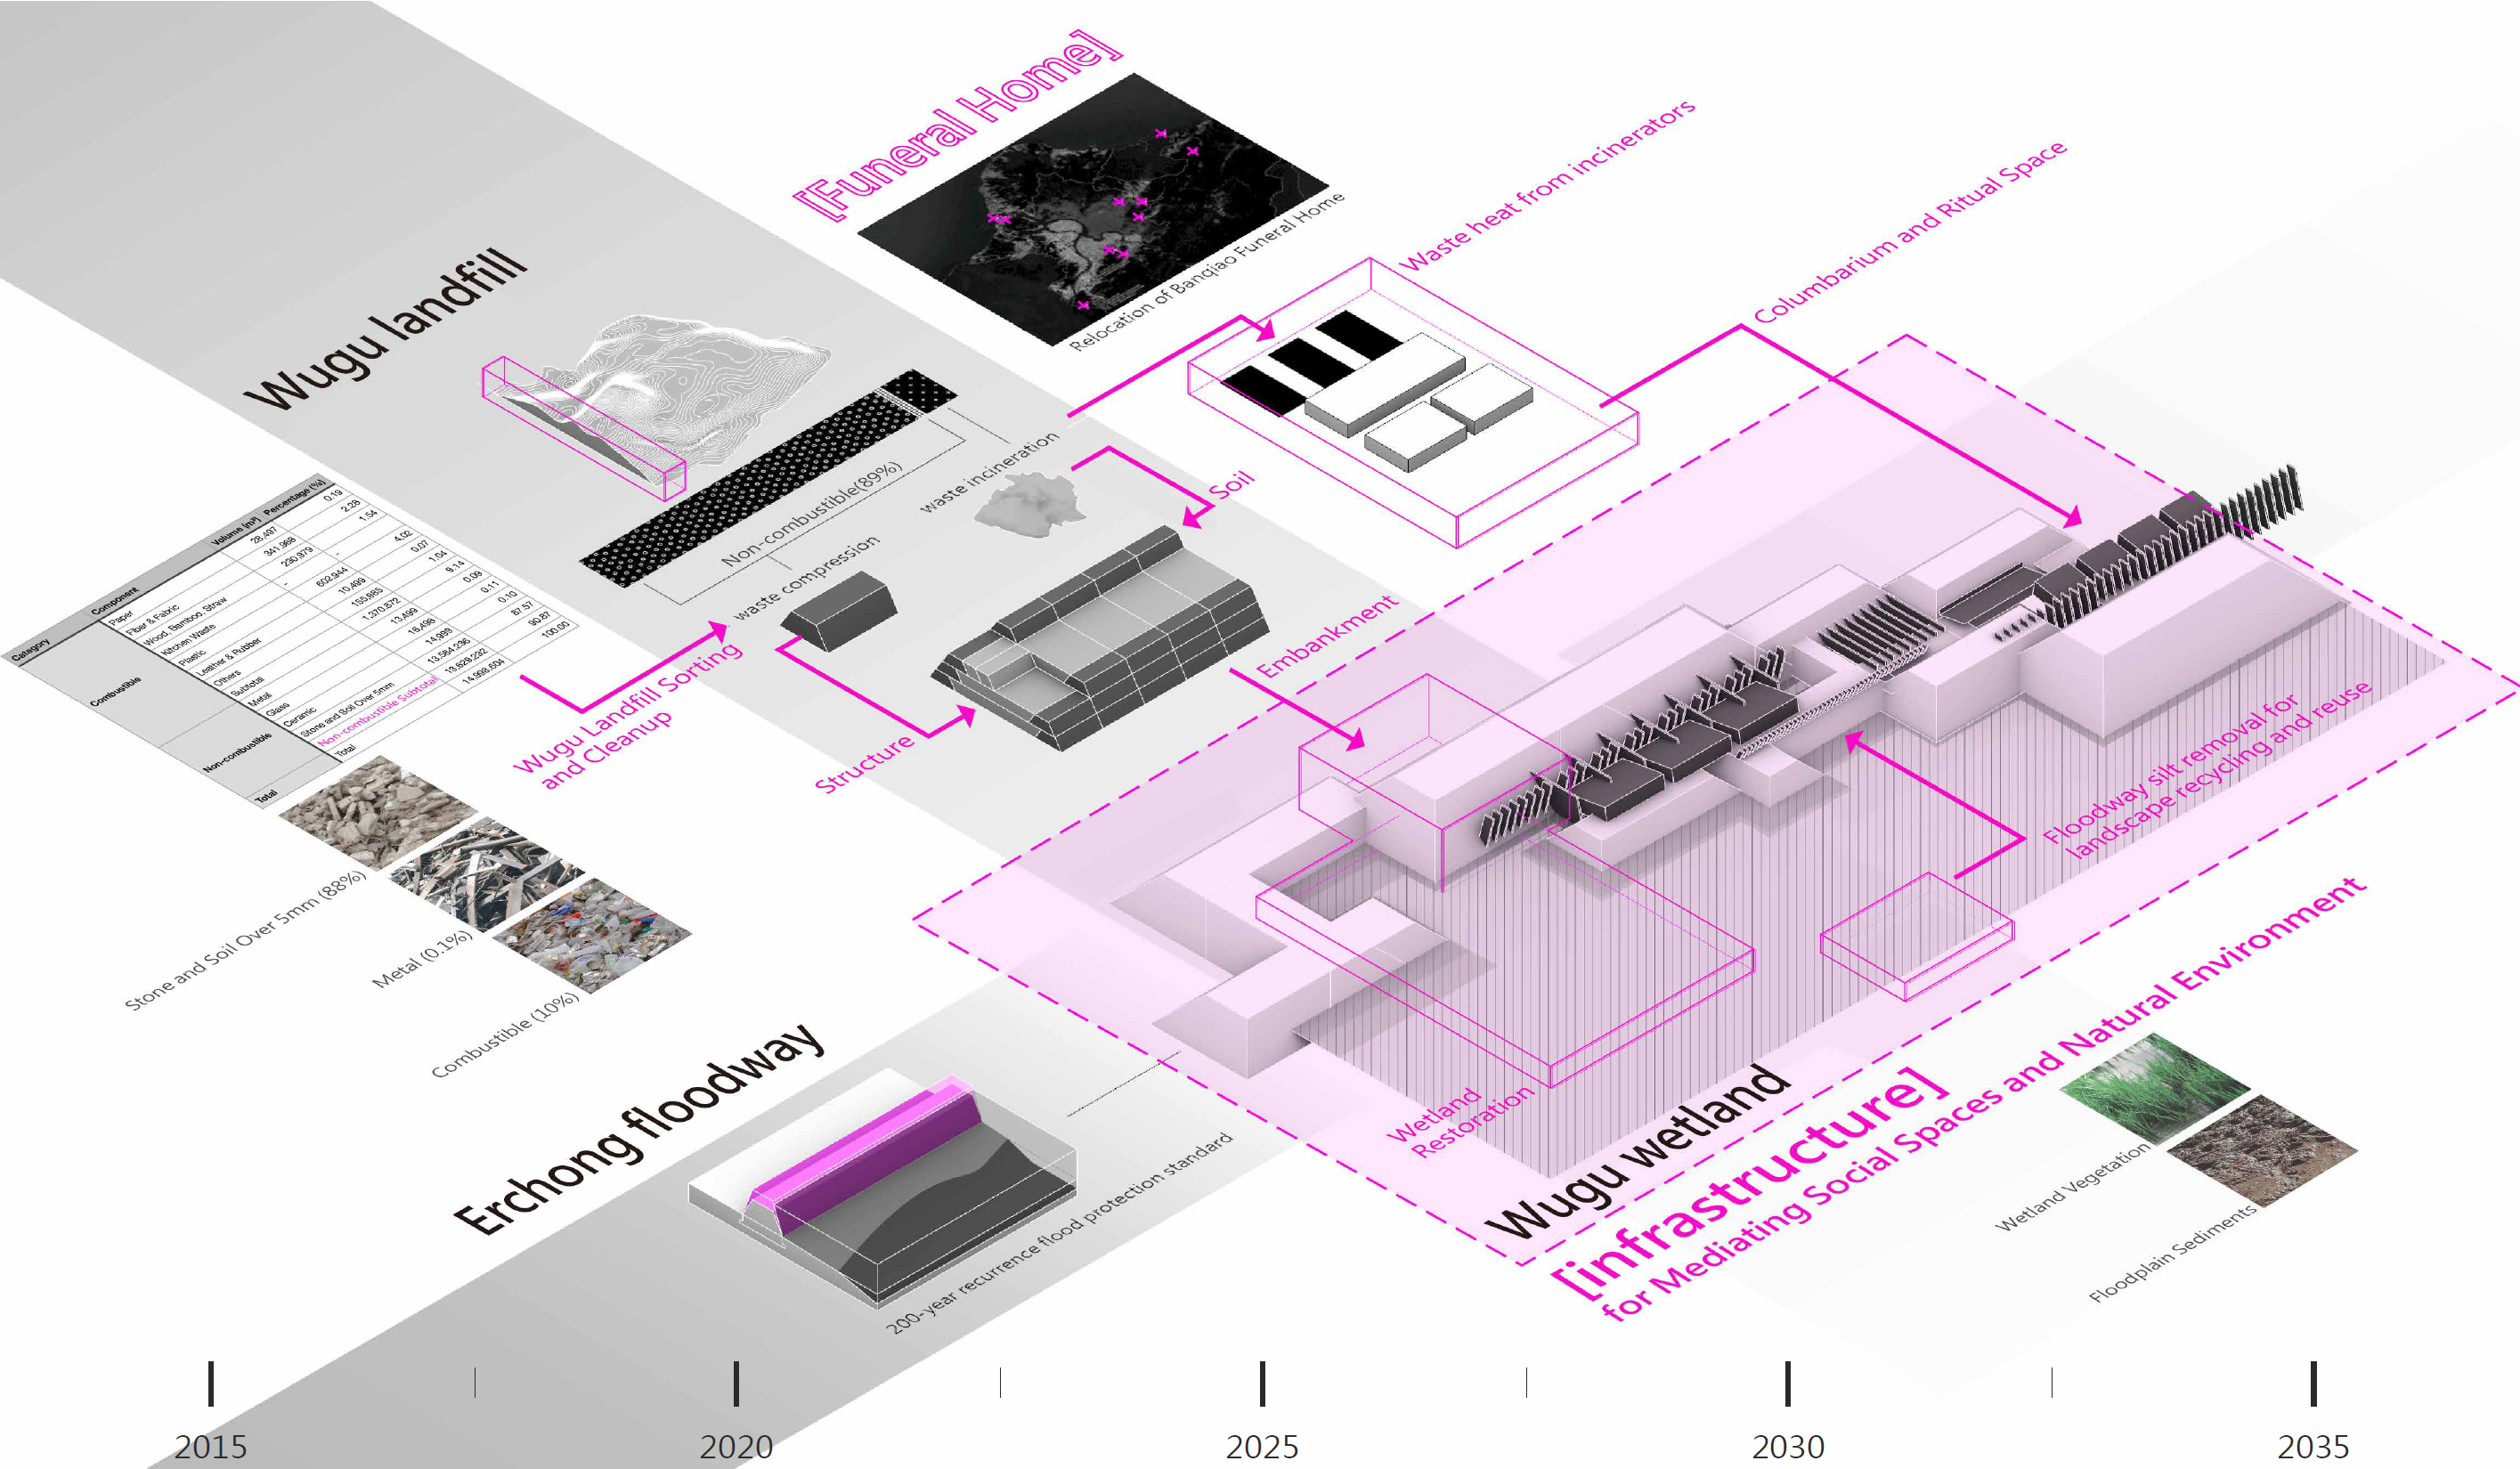 [Funeral Home]
Relocation of Banqiao Funeral Home
Waste heat from incinerators
Columbarium and Ritual Space
Wugu landfill
Non-combustible(89%)
waste incineration
waste compression
Soil
Structure
Embankment
Wugu Landfill Sorting
and Cleanup
Category Component Volume (m³) Percentage (%)
Combustible
Paper 28,497 0.19
Fiber & Fabric 341,968 2.28
Wood, Bamboo, Straw 230,979 1.54
Kitchen Waste - -
Plastic 602,944 4.02
Leather & Rubber 10,499 0.07
Others 155,985 1.04
Subtotal 1,370,872 9.14
Non-combustible
Metal 13,499 0.09
Glass 16,498 0.11
Ceramic 14,999 0.10
Stone and Soil Over 5mm 13,584,236 87.57
Non-combustible Subtotal 13,629,232 90.87
Total Total 14,998,604 100.00
Stone and Soil Over 5mm (88%)
Metal (0.1%)
Combustible (10%)
Floodway silt removal for
landscape recycling and reuse
Erchong floodway
200-year recurrence flood protection standard
Wetland
Restoration
Wugu wetland
[infrastructure]
for Mediating Social Spaces and Natural Environment
Wetland Vegetation
Floodplain Sediments
2015 2020 2025 2030 2035